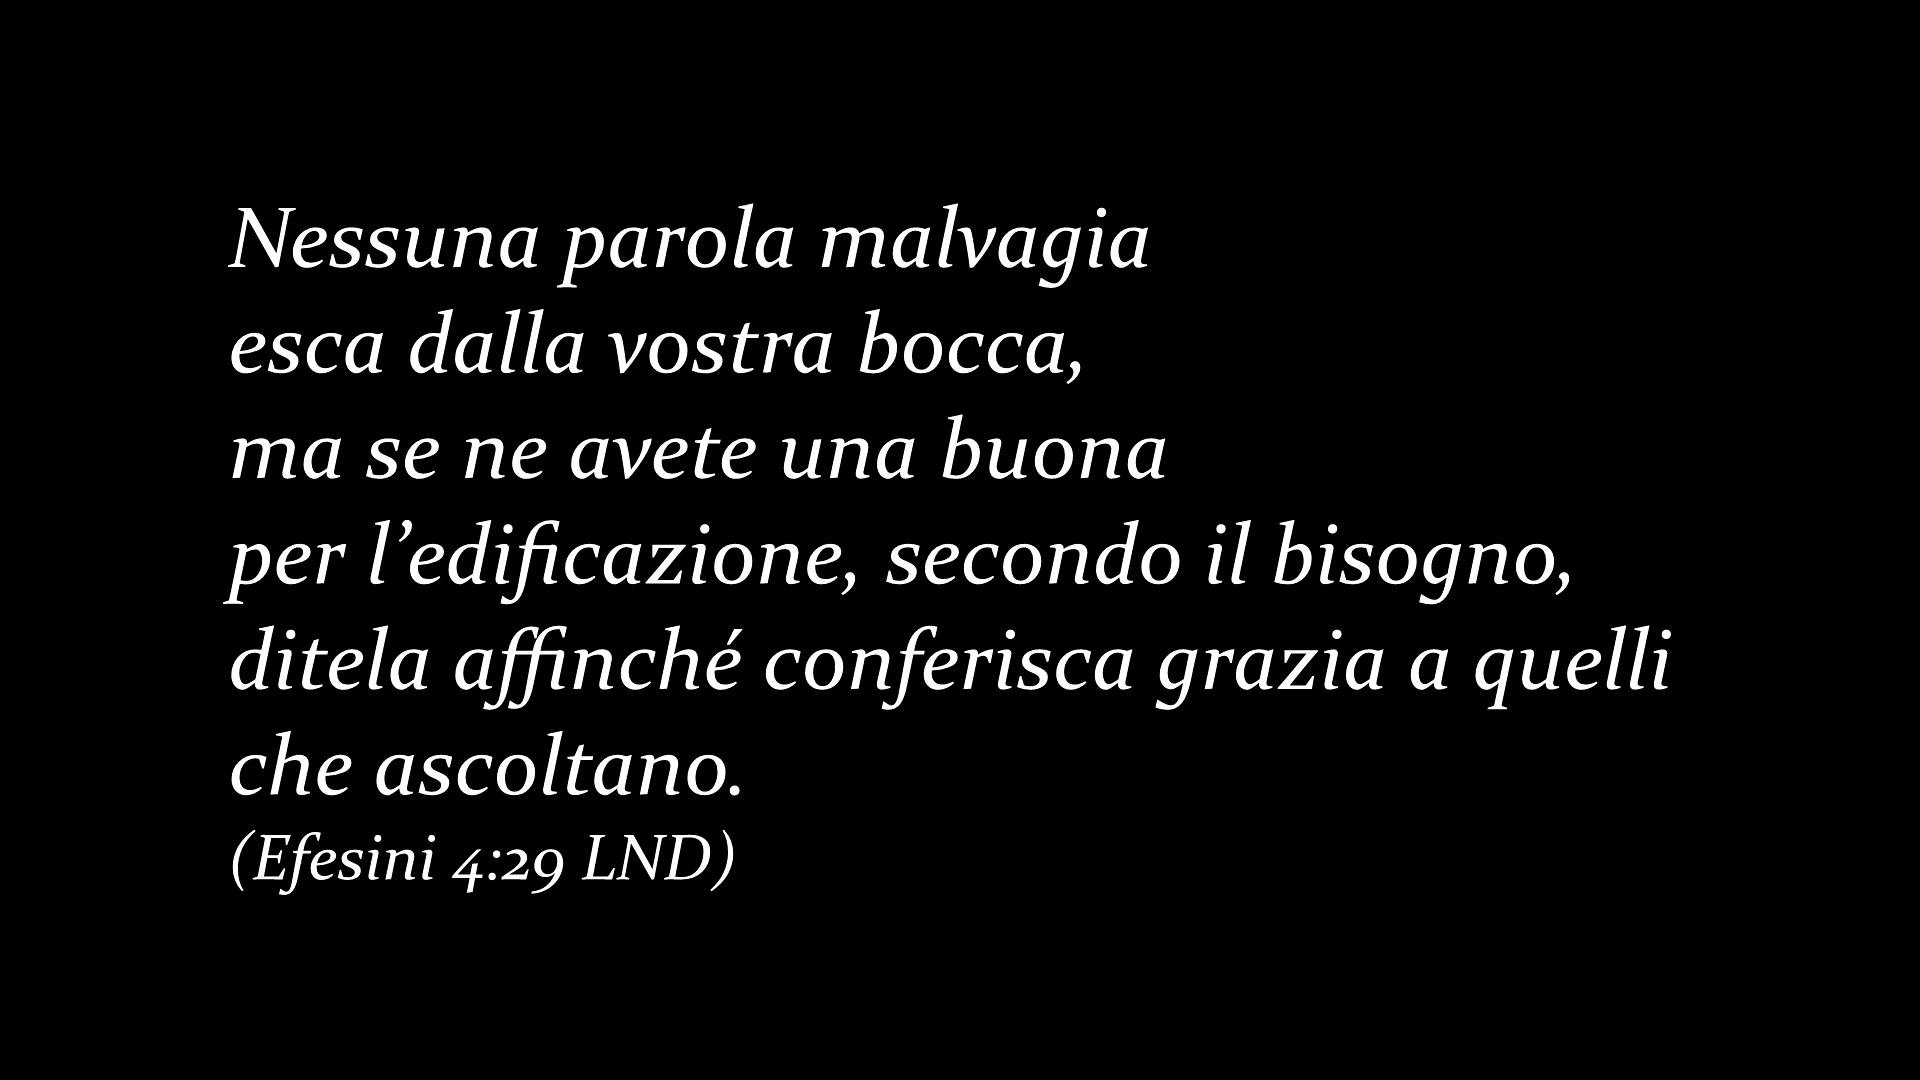 Nessuna parola malvagia
esca dalla vostra bocca,
ma se ne avete una buona
per l’edificazione, secondo il bisogno,
ditela affinché conferisca grazia a quelli
che ascoltano.
(Efesini 4:29 LND)